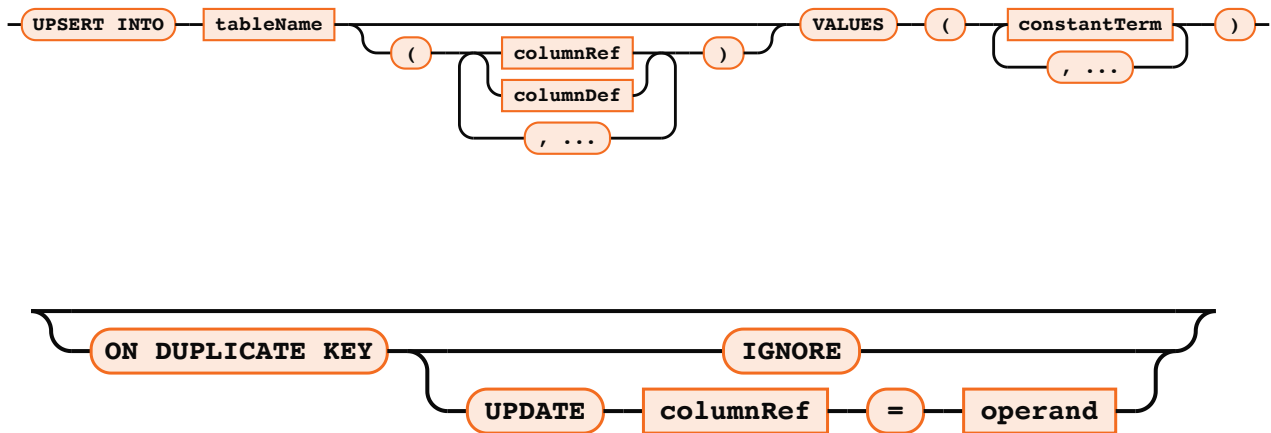 UPSERT INTO tableName VALUES ( constantTerm )
( columnRef ) , ...
columnDef
, ...
ON DUPLICATE KEY IGNORE
UPDATE columnRef = operand